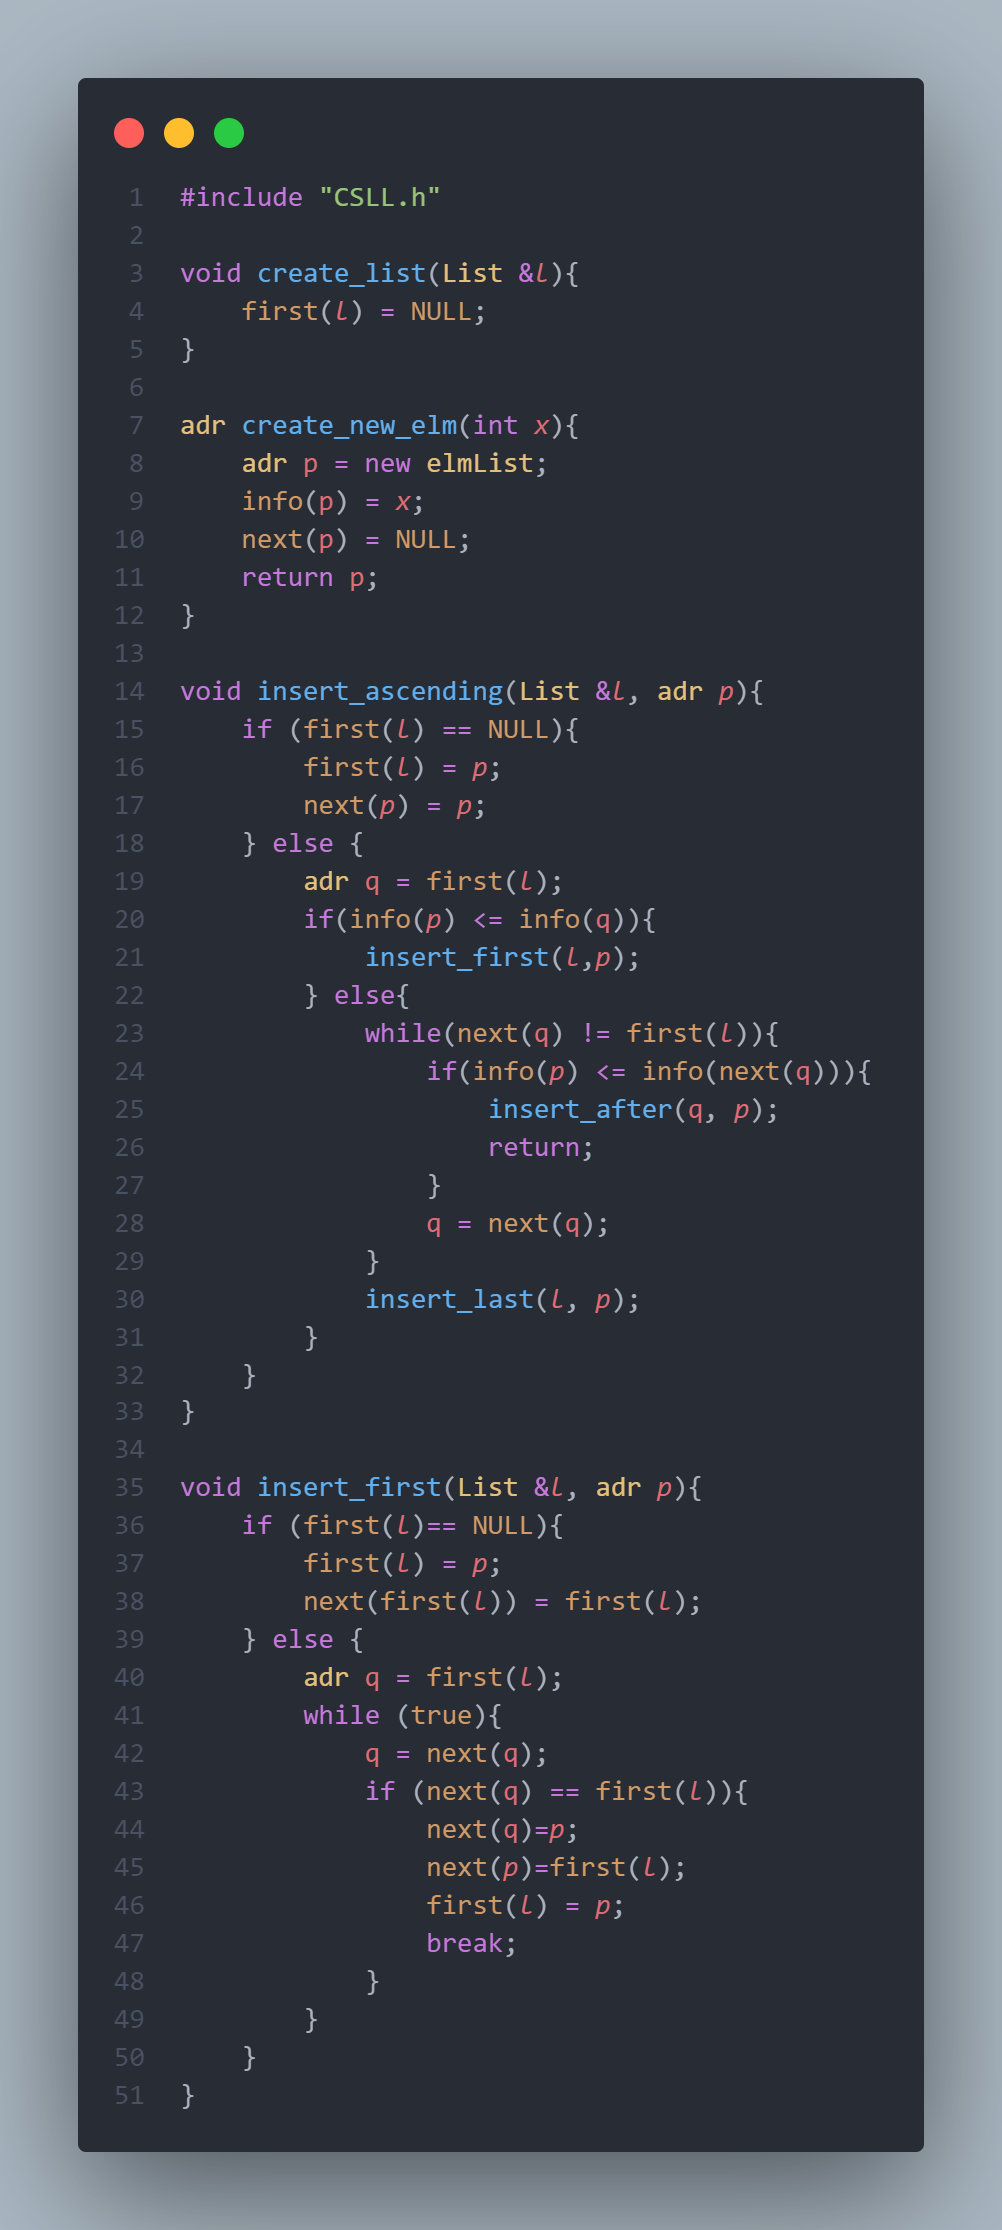 1 #include "CSLL.h"
2
3 void create_list(List &l){
4     first(l) = NULL;
5 }
6
7 adr create_new_elm(int x){
8     adr p = new elmList;
9     info(p) = x;
10     next(p) = NULL;
11     return p;
12 }
13
14 void insert_ascending(List &l, adr p){
15     if (first(l) == NULL){
16         first(l) = p;
17         next(p) = p;
18     } else {
19         adr q = first(l);
20         if(info(p) <= info(q)){
21             insert_first(l,p);
22         } else{
23             while(next(q) != first(l)){
24                 if(info(p) <= info(next(q))){
25                     insert_after(q, p);
26                     return;
27                 }
28                 q = next(q);
29             }
30             insert_last(l, p);
31         }
32     }
33 }
34
35 void insert_first(List &l, adr p){
36     if (first(l)== NULL){
37         first(l) = p;
38         next(first(l)) = first(l);
39     } else {
40         adr q = first(l);
41         while (true){
42             q = next(q);
43             if (next(q) == first(l)){
44                 next(q)=p;
45                 next(p)=first(l);
46                 first(l) = p;
47                 break;
48             }
49         }
50     }
51 }